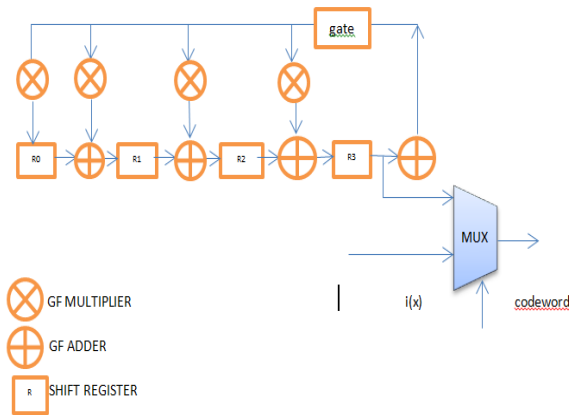 gate
R0
R1
R2
R3
MUX
i(x)
codeword
GF MULTIPLIER
GF ADDER
R
SHIFT REGISTER